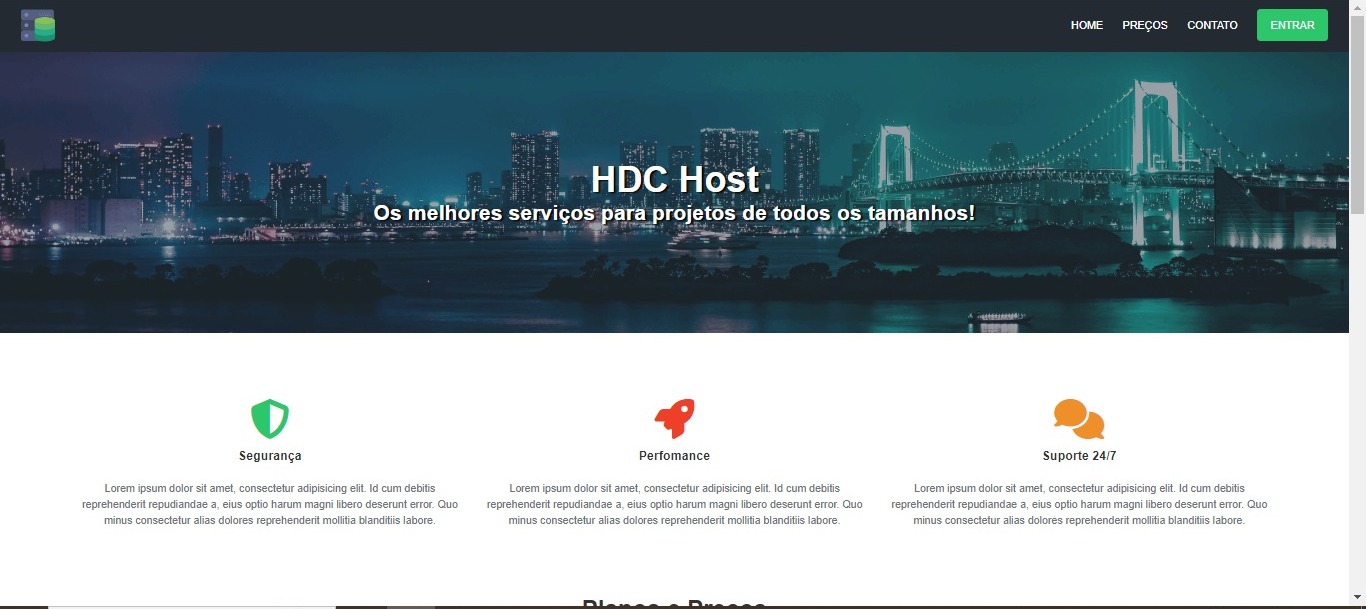 HOME PREÇOS CONTATO ENTRAR
HDC Host
Os melhores serviços para projetos de todos os tamanhos!
Segurança
Lorem ipsum dolor sit amet, consectetur adipisicing elit. Id cum debitis
reprehenderit repudiandae a, eius optio harum magni libero deserunt error. Quo
minus consectetur alias dolores reprehenderit mollitia blanditiis labore.
Perfomance
Lorem ipsum dolor sit amet, consectetur adipisicing elit. Id cum debitis
reprehenderit repudiandae a, eius optio harum magni libero deserunt error. Quo
minus consectetur alias dolores reprehenderit mollitia blanditiis labore.
Suporte 24/7
Lorem ipsum dolor sit amet, consectetur adipisicing elit. Id cum debitis
reprehenderit repudiandae a, eius optio harum magni libero deserunt error. Quo
minus consectetur alias dolores reprehenderit mollitia blanditiis labore.
Planos e Preços